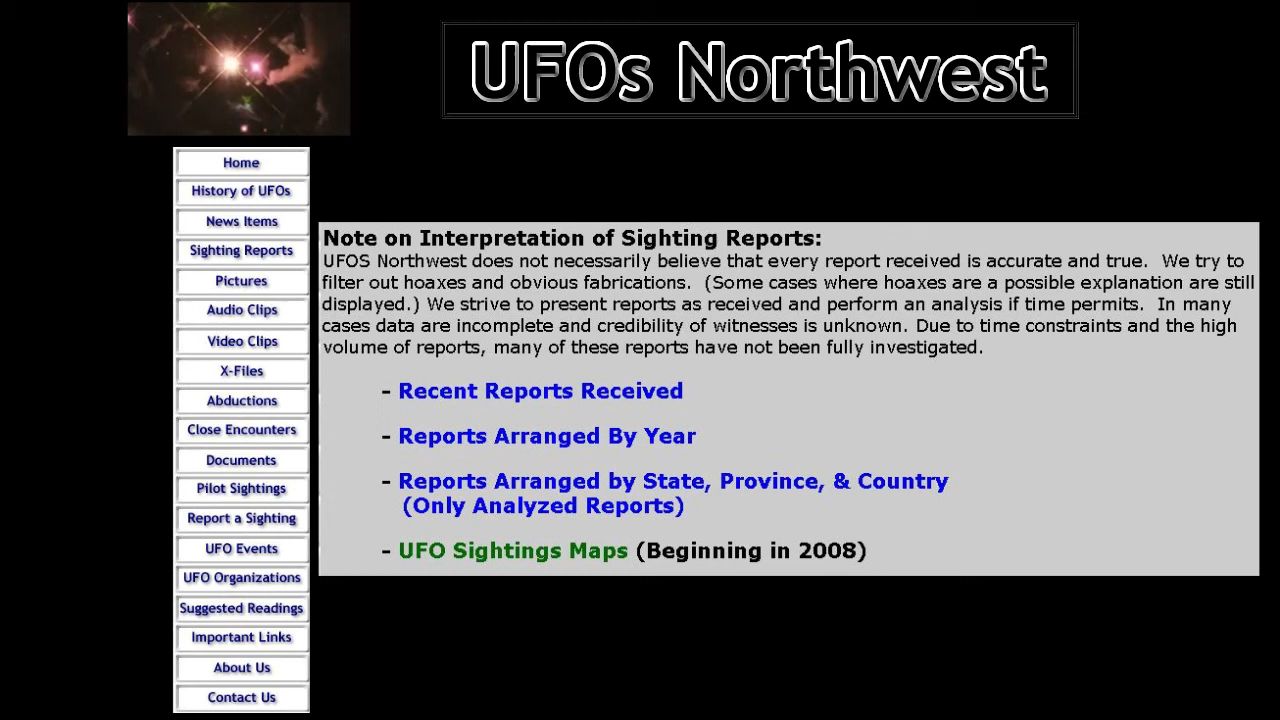 UFOs Northwest
Home
History of UFOs
News Items
Sighting Reports
Pictures
Audio Clips
Video Clips
X-Files
Abductions
Close Encounters
Documents
Pilot Sightings
Report a Sighting
UFO Events
UFO Organizations
Suggested Readings
Important Links
About Us
Contact Us
Note on Interpretation of Sighting Reports:
UFOS Northwest does not necessarily believe that every report received is accurate and true. We try to
filter out hoaxes and obvious fabrications. (Some cases where hoaxes are a possible explanation are still
displayed.) We strive to present reports as received and perform an analysis if time permits. In many
cases data are incomplete and credibility of witnesses is unknown. Due to time constraints and the high
volume of reports, many of these reports have not been fully investigated.
- Recent Reports Received
- Reports Arranged By Year
- Reports Arranged by State, Province, & Country
(Only Analyzed Reports)
- UFO Sightings Maps (Beginning in 2008)